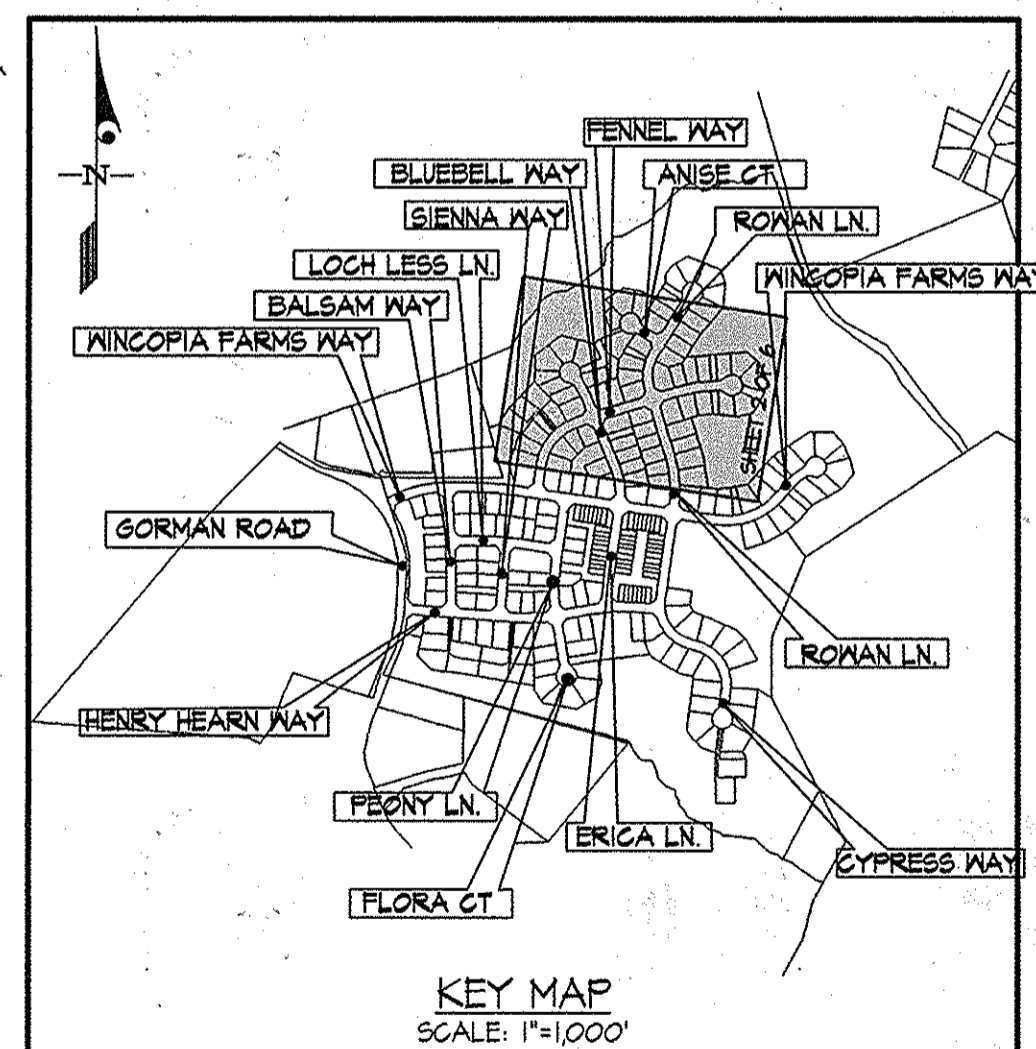 FENNEL WAY
BLUEBELL WAY
ANISE CT
SIENNA WAY
ROWAN LN.
LOCH LESS LN.
WINCOPIA FARMS WAY
BALSAM WAY
WINCOPIA FARMS WAY
N
SHEET 2 OF 6
GORMAN ROAD
ROWAN LN.
HENRY HEARN WAY
PEONY LN.
ERICA LN.
CYPRESS WAY
FLORA CT
KEY MAP
SCALE: 1"=1,000'